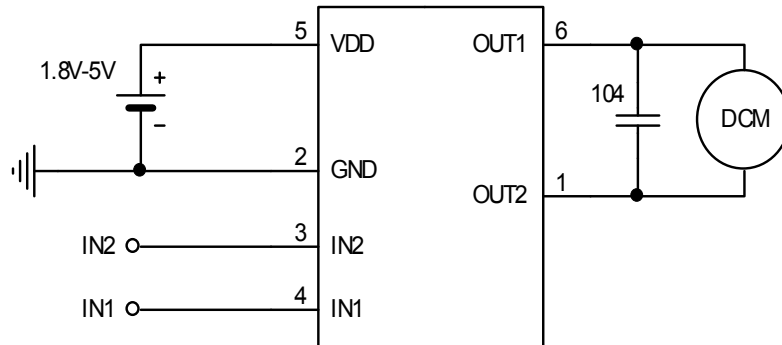 5 VDD OUT1 6
1.8V-5V + 104 DCM
−
2 GND
OUT2 1
IN2 3 IN2
IN1 4 IN1